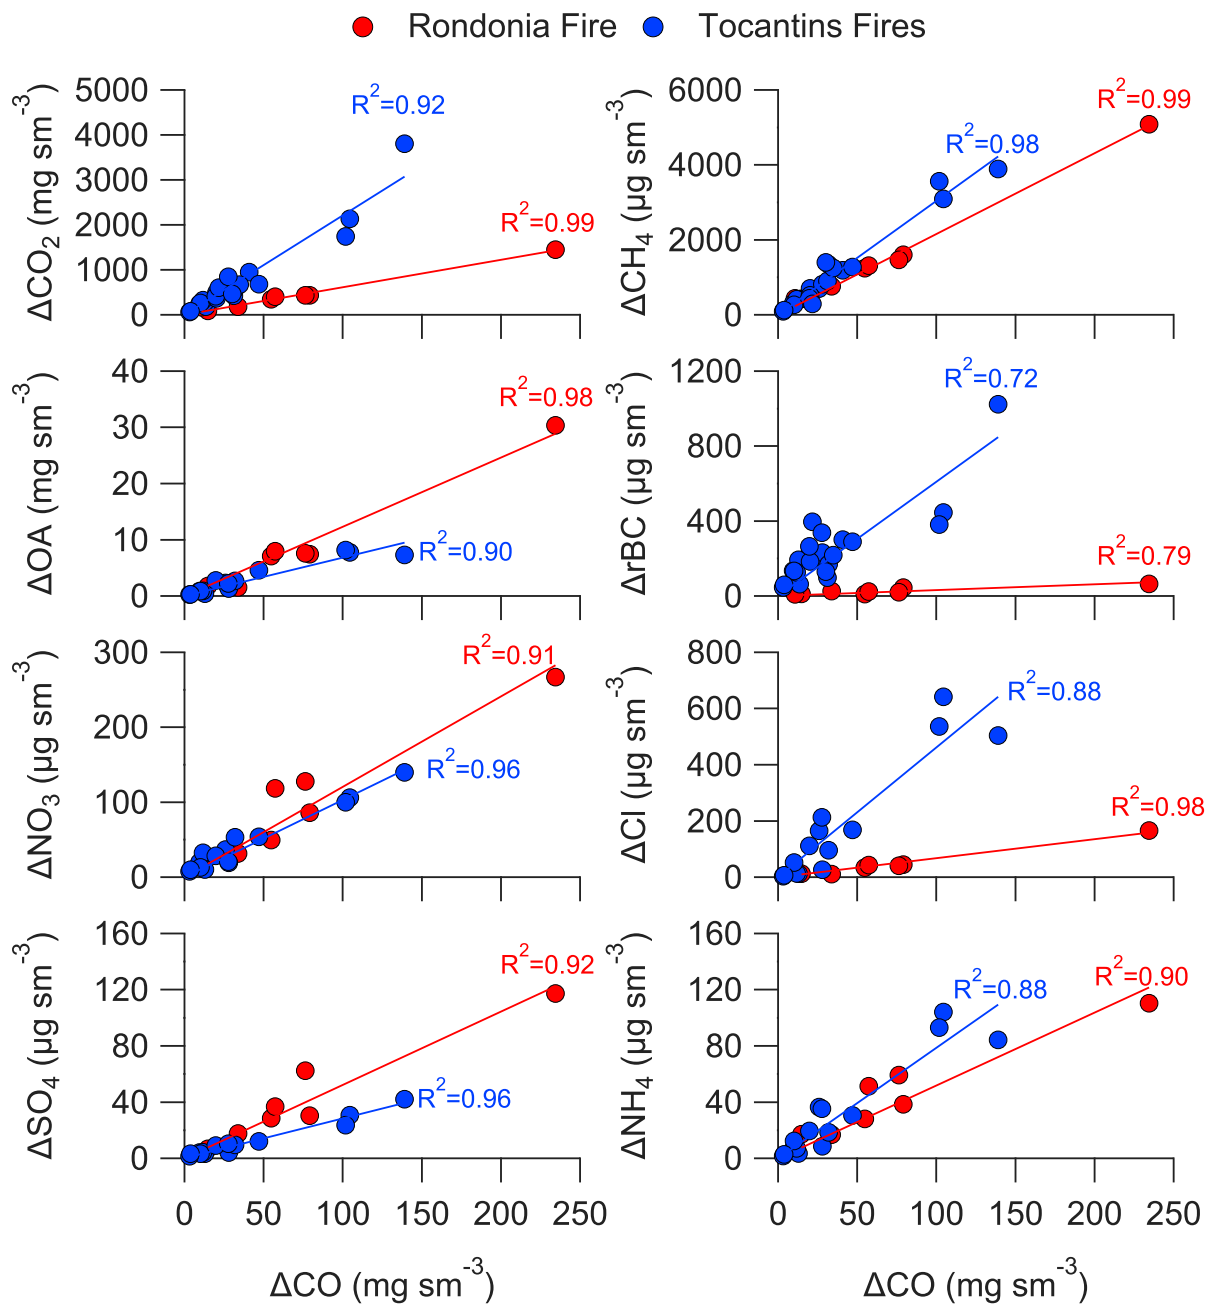 Rondonia Fire Tocantins Fires
ΔCO₂ (mg sm⁻³)
5000
4000
3000
2000
1000
0
R²=0.92
R²=0.99
ΔCH₄ (µg sm⁻³)
6000
4000
2000
0
R²=0.99
R²=0.98
ΔOA (mg sm⁻³)
40
30
20
10
0
R²=0.98
R²=0.90
ΔrBC (µg sm⁻³)
1200
800
400
0
R²=0.72
R²=0.79
ΔNO₃ (µg sm⁻³)
300
200
100
0
R²=0.91
R²=0.96
ΔCl (µg sm⁻³)
800
600
400
200
0
R²=0.88
R²=0.98
ΔSO₄ (µg sm⁻³)
160
120
80
40
0
R²=0.92
R²=0.96
0 50 100 150 200 250
ΔCO (mg sm⁻³)
ΔNH₄ (µg sm⁻³)
160
120
80
40
0
R²=0.90
R²=0.88
0 50 100 150 200 250
ΔCO (mg sm⁻³)